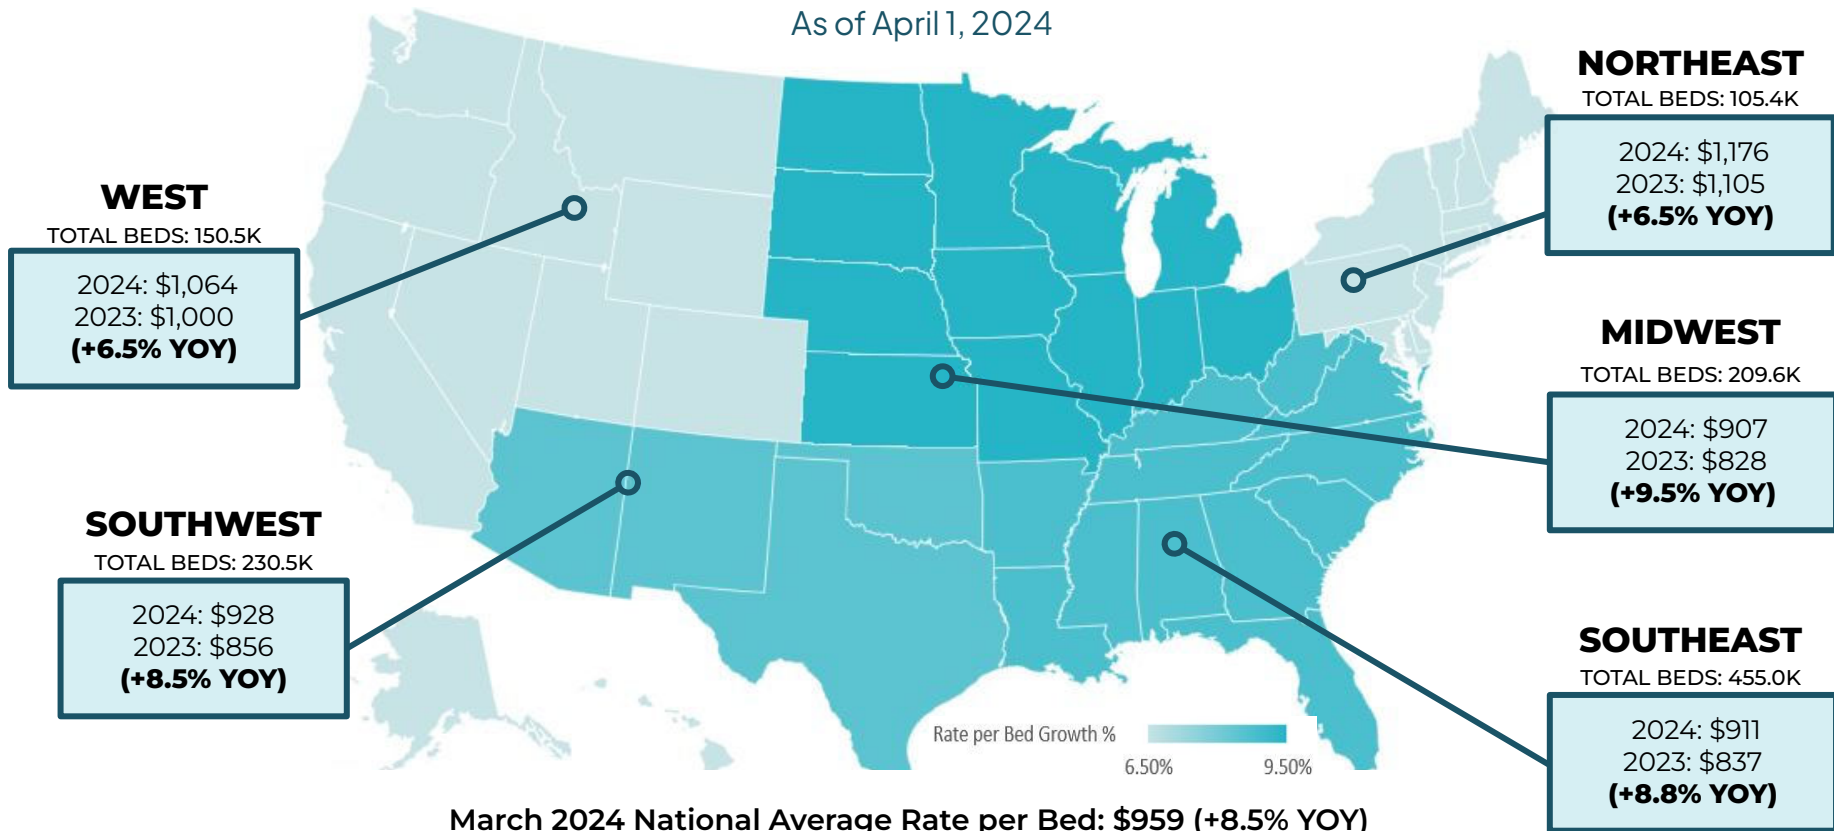 As of April 1, 2024
NORTHEAST
TOTAL BEDS: 105.4K
2024: $1,176
2023: $1,105
(+6.5% YOY)
WEST
TOTAL BEDS: 150.5K
2024: $1,064
2023: $1,000
(+6.5% YOY)
MIDWEST
TOTAL BEDS: 209.6K
2024: $907
2023: $828
(+9.5% YOY)
SOUTHWEST
TOTAL BEDS: 230.5K
2024: $928
2023: $856
(+8.5% YOY)
SOUTHEAST
TOTAL BEDS: 455.0K
2024: $911
2023: $837
(+8.8% YOY)
Rate per Bed Growth %
6.50% 9.50%
March 2024 National Average Rate per Bed: $959 (+8.5% YOY)